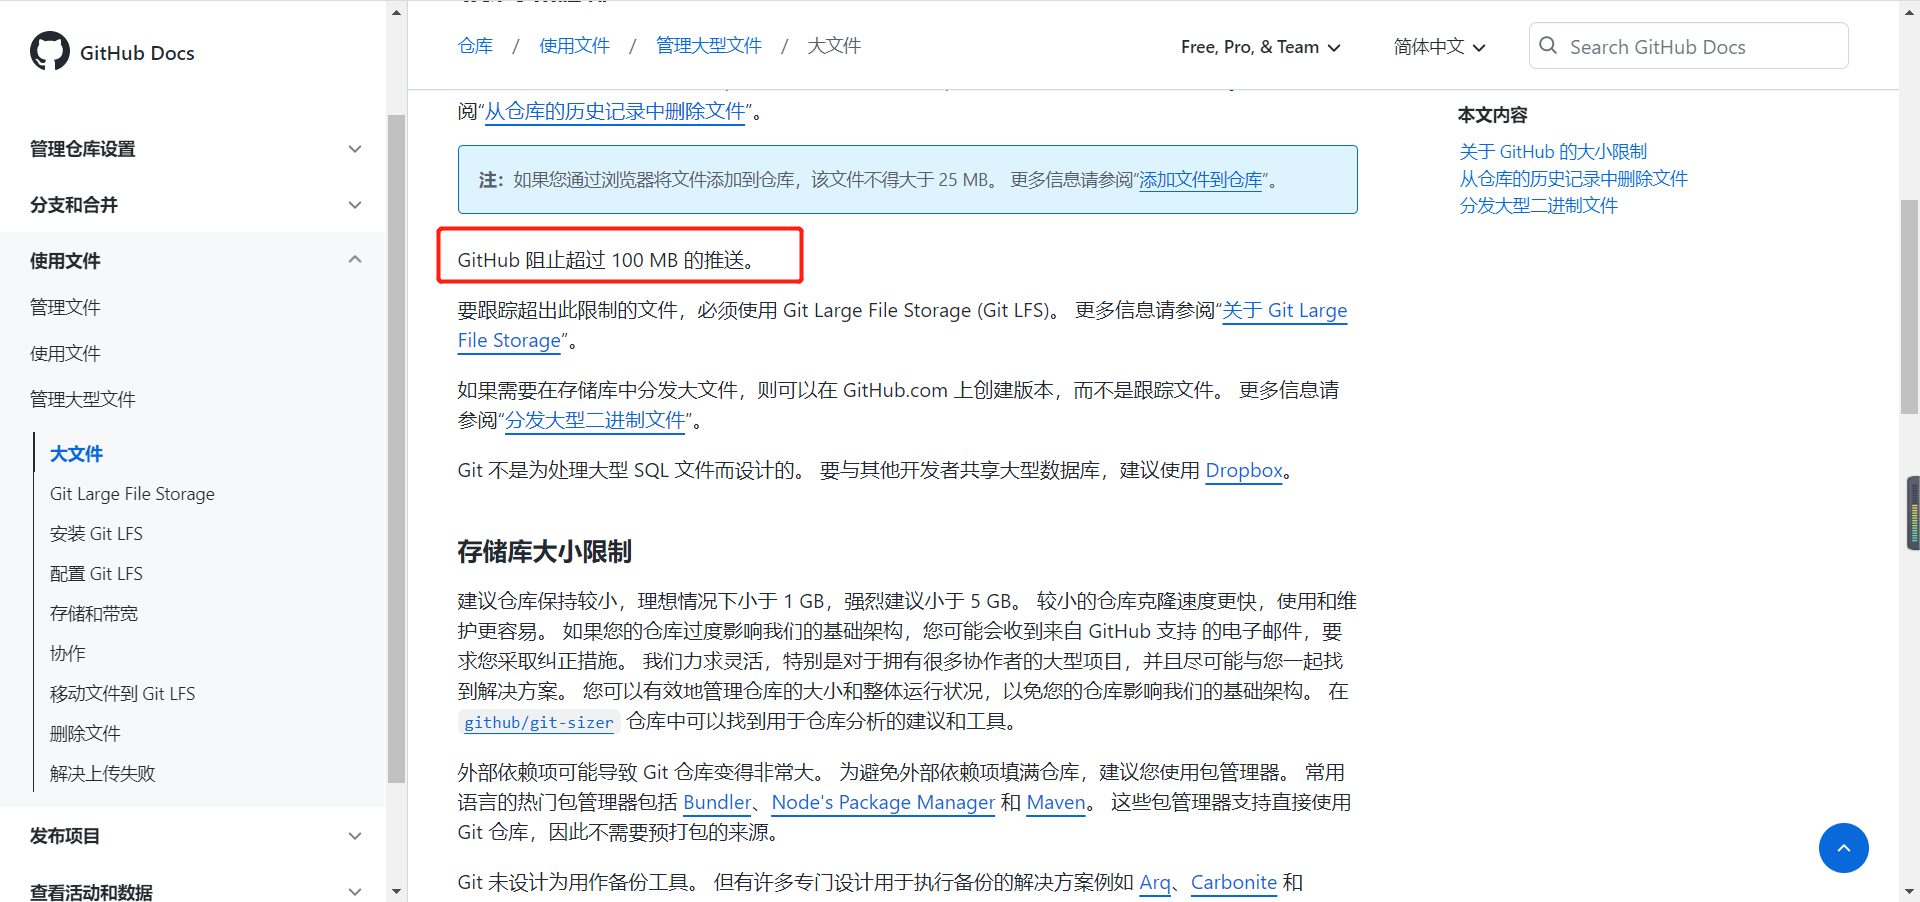 GitHub Docs
管理仓库设置
分支和合并
使用文件
管理文件
使用文件
管理大型文件
大文件
Git Large File Storage
安装 Git LFS
配置 Git LFS
存储和带宽
协作
移动文件到 Git LFS
删除文件
解决上传失败
发布项目
查看活动和数据
仓库 / 使用文件 / 管理大型文件 / 大文件
Free, Pro, & Team
简体中文
Search GitHub Docs
阅“从仓库的历史记录中删除文件”。
注：如果您通过浏览器将文件添加到仓库，该文件不得大于 25 MB。 更多信息请参阅“添加文件到仓库”。
GitHub 阻止超过 100 MB 的推送。
要跟踪超出此限制的文件，必须使用 Git Large File Storage (Git LFS)。 更多信息请参阅“关于 Git Large
File Storage”。
如果需要在存储库中分发大文件，则可以在 GitHub.com 上创建版本，而不是跟踪文件。 更多信息请
参阅“分发大型二进制文件”。
Git 不是为处理大型 SQL 文件而设计的。 要与其他开发者共享大型数据库，建议使用 Dropbox。
存储库大小限制
建议仓库保持较小，理想情况下小于 1 GB，强烈建议小于 5 GB。 较小的仓库克隆速度更快，使用和维
护更容易。 如果您的仓库过度影响我们的基础架构，您可能会收到来自 GitHub 支持 的电子邮件，要
求您采取纠正措施。 我们力求灵活，特别是对于拥有很多协作者的大型项目，并且尽可能与您一起找
到解决方案。 您可以有效地管理仓库的大小和整体运行状况，以免您的仓库影响我们的基础架构。 在
github/git-sizer 仓库中可以找到用于仓库分析的建议和工具。
外部依赖项可能导致 Git 仓库变得非常大。 为避免外部依赖项填满仓库，建议您使用包管理器。 常用
语言的热门包管理器包括 Bundler、Node's Package Manager 和 Maven。 这些包管理器支持直接使用
Git 仓库，因此不需要预打包的来源。
Git 未设计为用作备份工具。 但有许多专门设计用于执行备份的解决方案例如 Arq、Carbonite 和
本文内容
关于 GitHub 的大小限制
从仓库的历史记录中删除文件
分发大型二进制文件